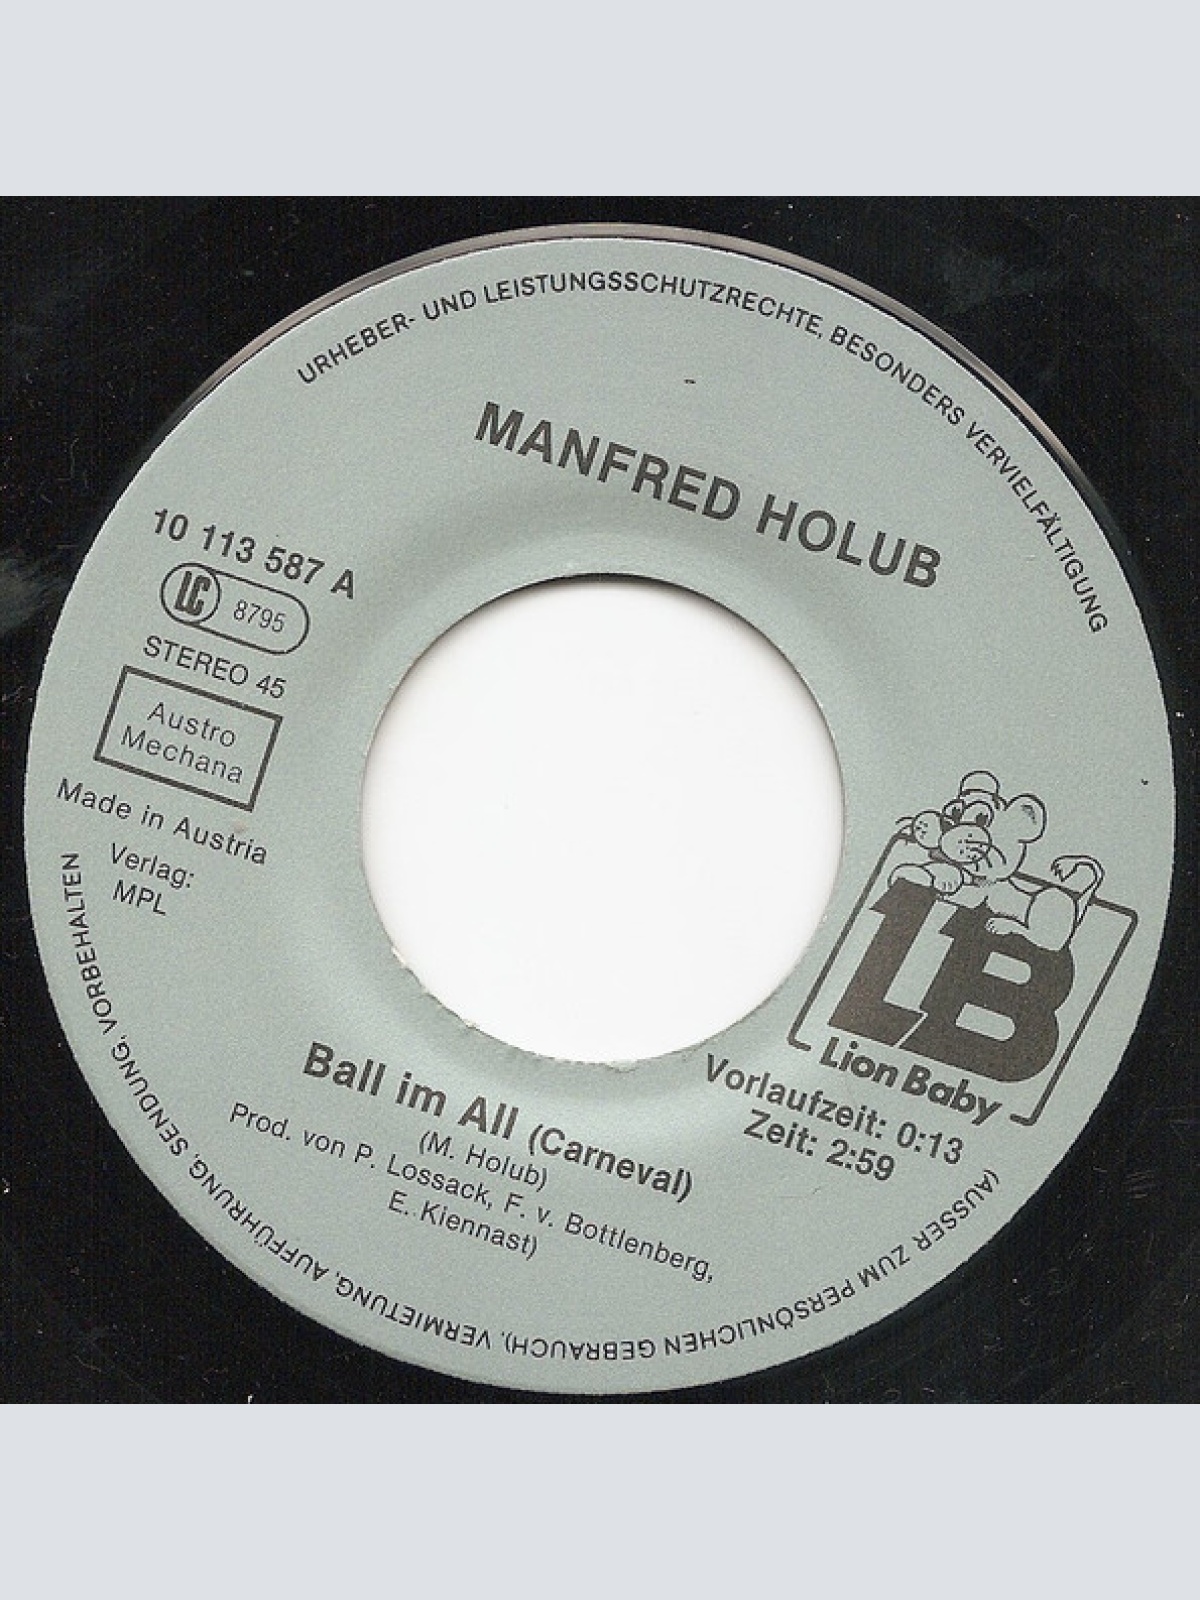 URHEBER- UND LEISTUNGSSCHUTZRECHTE, BESONDERS VERVIELFÄLTIGUNG
MANFRED HOLUB
10 113 587 A
LC 8795
STEREO 45
Austro
Mechana
Made in Austria
Verlag:
MPL
LB
Lion Baby
Vorlaufzeit: 0:13
Zeit: 2:59
Ball im All (Carneval)
(M. Holub)
Prod. von P. Lossack, F. v. Bottlenberg,
E. Kiennast)
(AUSSER ZUM PERSÖNLICHEN GEBRAUCH), VERMIETUNG, AUFFÜHRUNG, SENDUNG, VORBEHALTEN